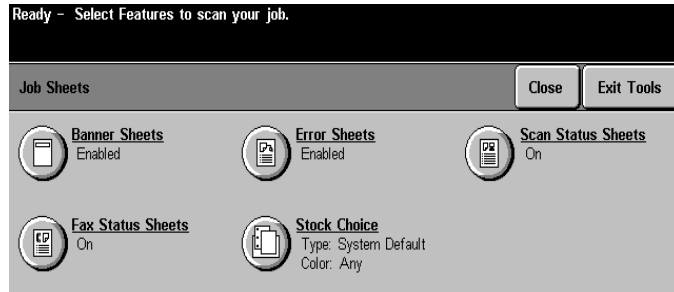 Ready - Select Features to scan your job.
Job Sheets
Close
Exit Tools
Banner Sheets
Enabled
Error Sheets
Enabled
Scan Status Sheets
On
Fax Status Sheets
On
Stock Choice
Type: System Default
Color: Any